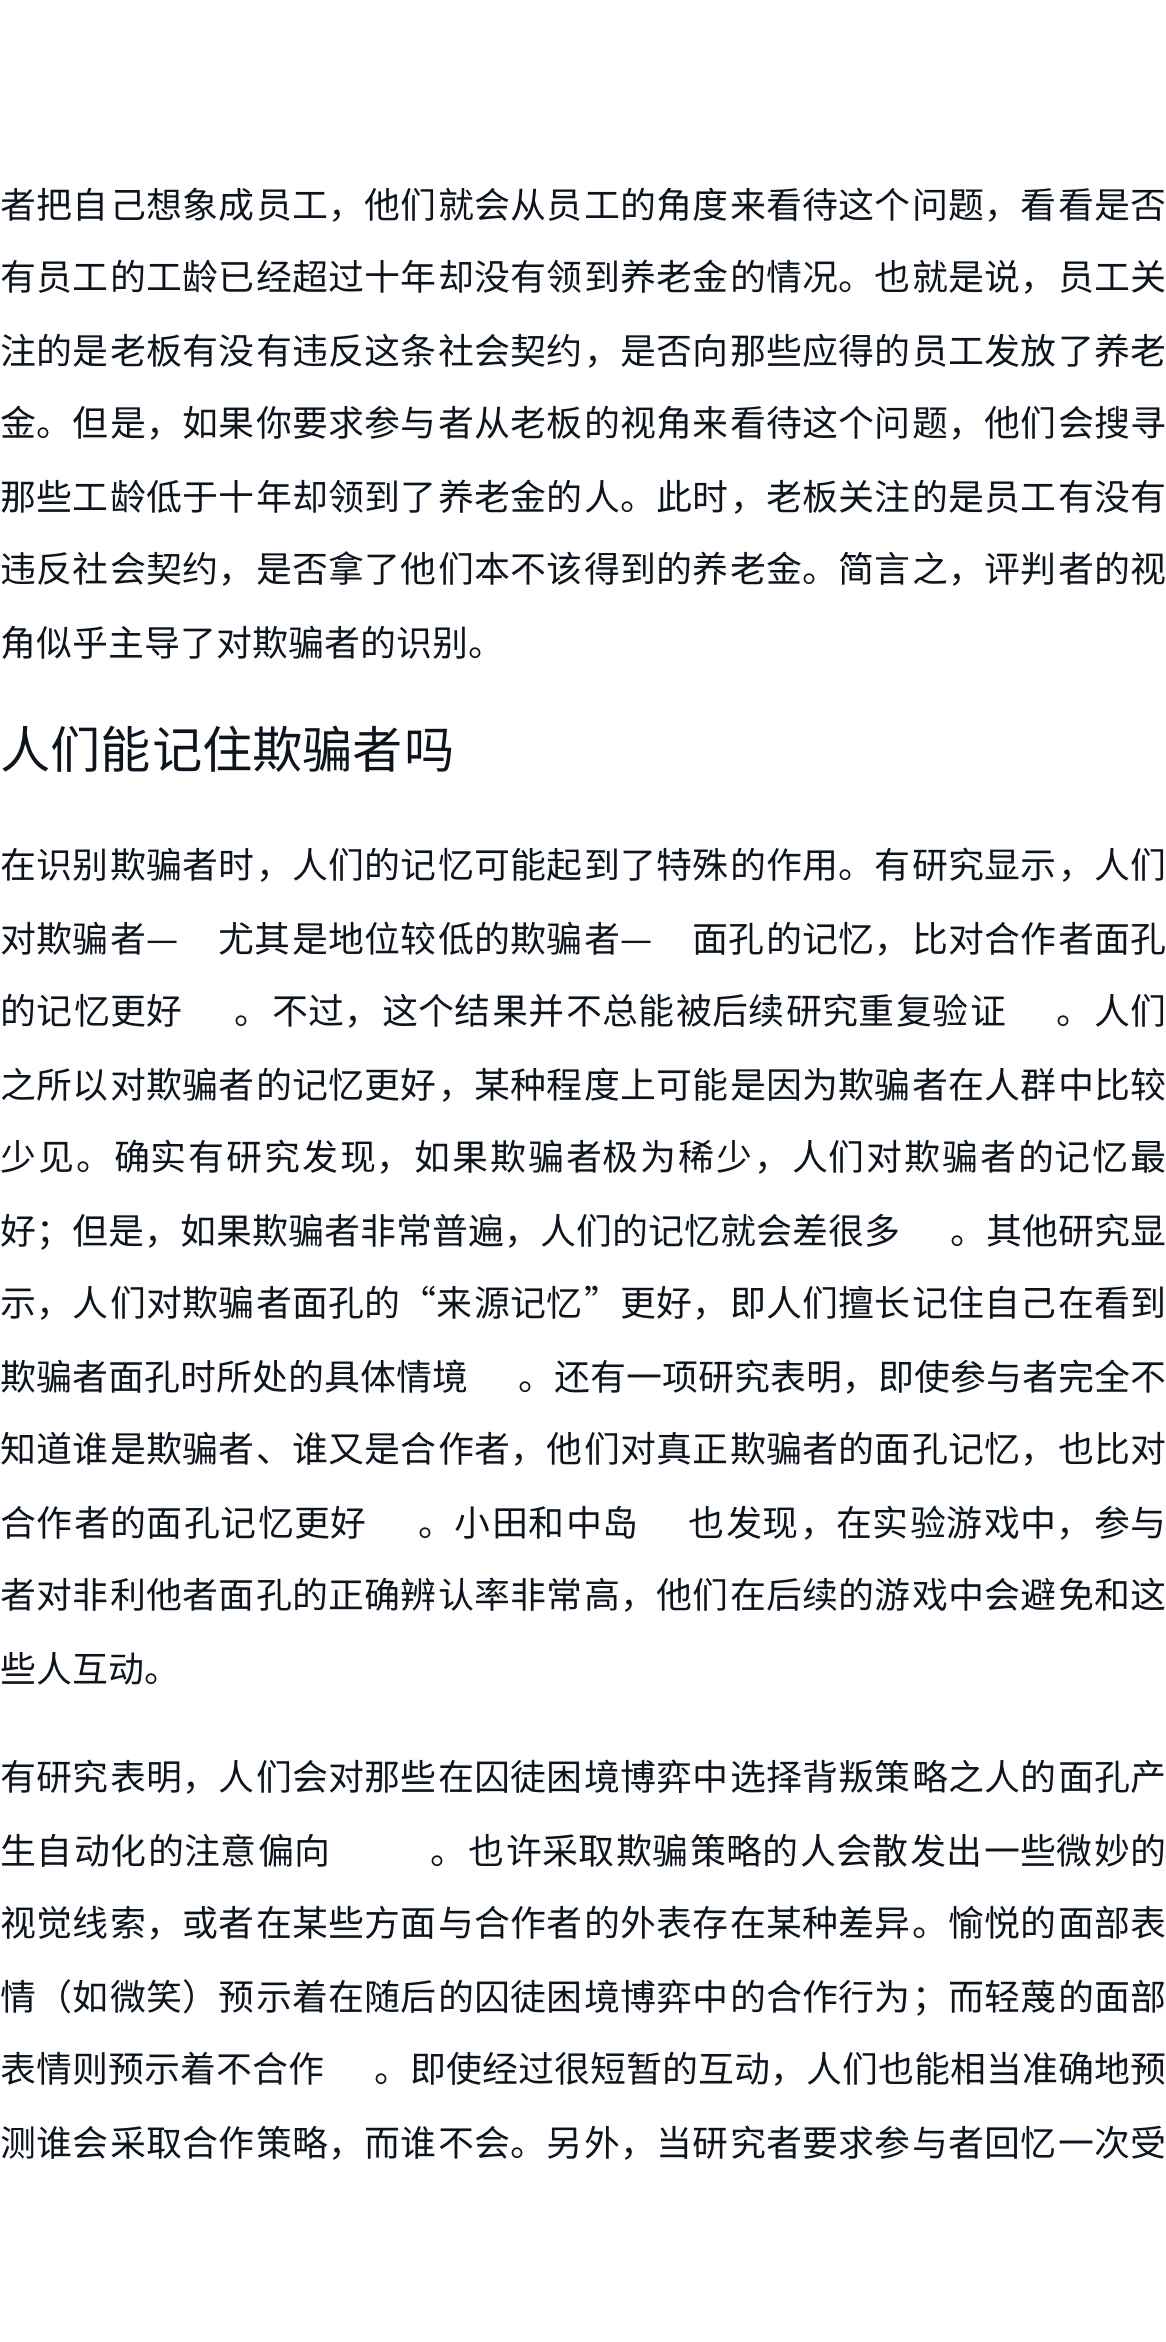 者把自己想象成员工，他们就会从员工的角度来看待这个问题，看看是否
有员工的工龄已经超过十年却没有领到养老金的情况。也就是说，员工关
注的是老板有没有违反这条社会契约，是否向那些应得的员工发放了养老
金。但是，如果你要求参与者从老板的视角来看待这个问题，他们会搜寻
那些工龄低于十年却领到了养老金的人。此时，老板关注的是员工有没有
违反社会契约，是否拿了他们本不该得到的养老金。简言之，评判者的视
角似乎主导了对欺骗者的识别。
人们能记住欺骗者吗
在识别欺骗者时，人们的记忆可能起到了特殊的作用。有研究显示，人们
对欺骗者— 尤其是地位较低的欺骗者— 面孔的记忆，比对合作者面孔
的记忆更好 。不过，这个结果并不总能被后续研究重复验证 。人们
之所以对欺骗者的记忆更好，某种程度上可能是因为欺骗者在人群中比较
少见。确实有研究发现，如果欺骗者极为稀少，人们对欺骗者的记忆最
好；但是，如果欺骗者非常普遍，人们的记忆就会差很多 。其他研究显
示，人们对欺骗者面孔的“来源记忆”更好，即人们擅长记住自己在看到
欺骗者面孔时所处的具体情境 。还有一项研究表明，即使参与者完全不
知道谁是欺骗者、谁又是合作者，他们对真正欺骗者的面孔记忆，也比对
合作者的面孔记忆更好 。小田和中岛 也发现，在实验游戏中，参与
者对非利他者面孔的正确辨认率非常高，他们在后续的游戏中会避免和这
些人互动。
有研究表明，人们会对那些在囚徒困境博弈中选择背叛策略之人的面孔产
生自动化的注意偏向 。也许采取欺骗策略的人会散发出一些微妙的
视觉线索，或者在某些方面与合作者的外表存在某种差异。愉悦的面部表
情（如微笑）预示着在随后的囚徒困境博弈中的合作行为；而轻蔑的面部
表情则预示着不合作 。即使经过很短暂的互动，人们也能相当准确地预
测谁会采取合作策略，而谁不会。另外，当研究者要求参与者回忆一次受